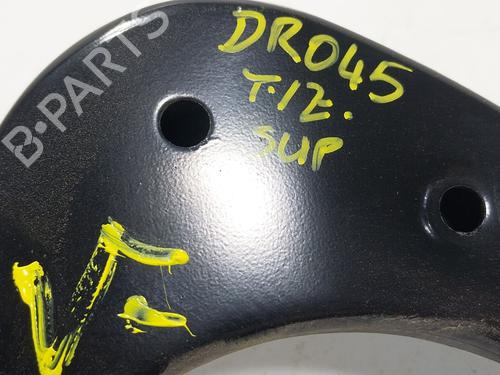 B-PARTS
DR045
T.IZ.
SUP
V.